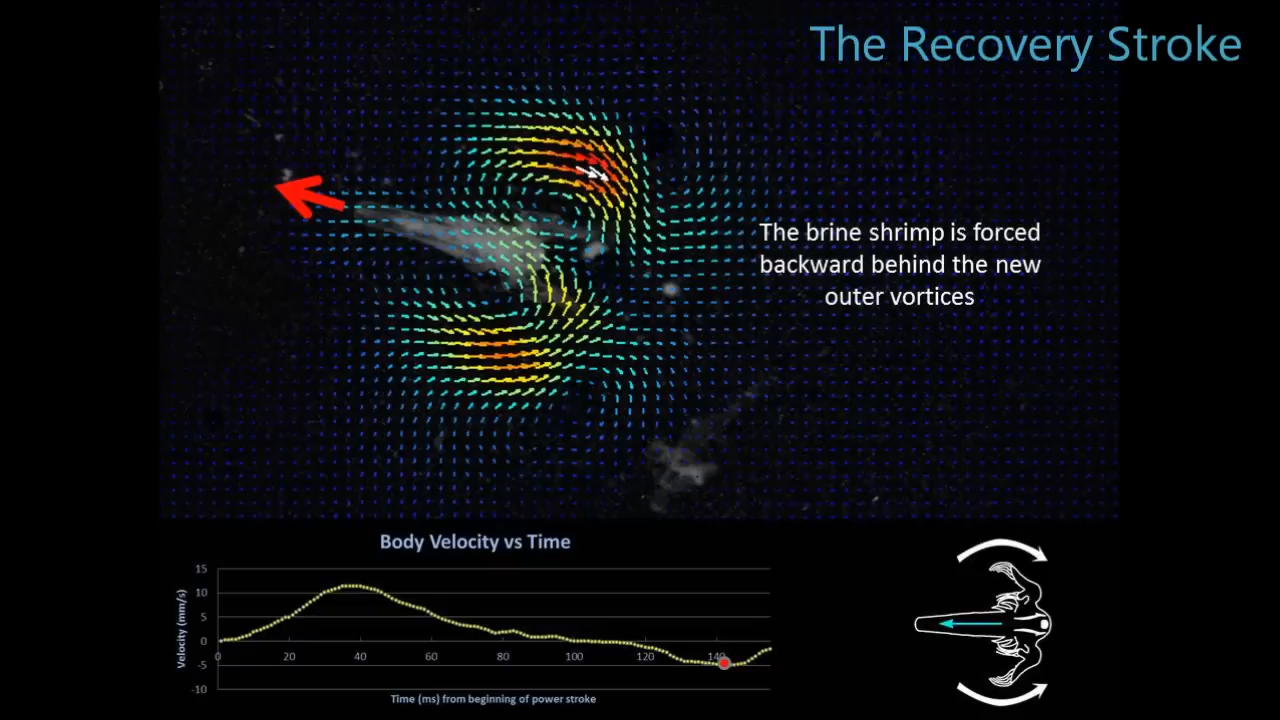 The Recovery Stroke
The brine shrimp is forced
backward behind the new
outer vortices
Body Velocity vs Time
Velocity (mm/s)
15
10
5
0
-5
-10
0 20 40 60 80 100 120 140
Time (ms) from beginning of power stroke